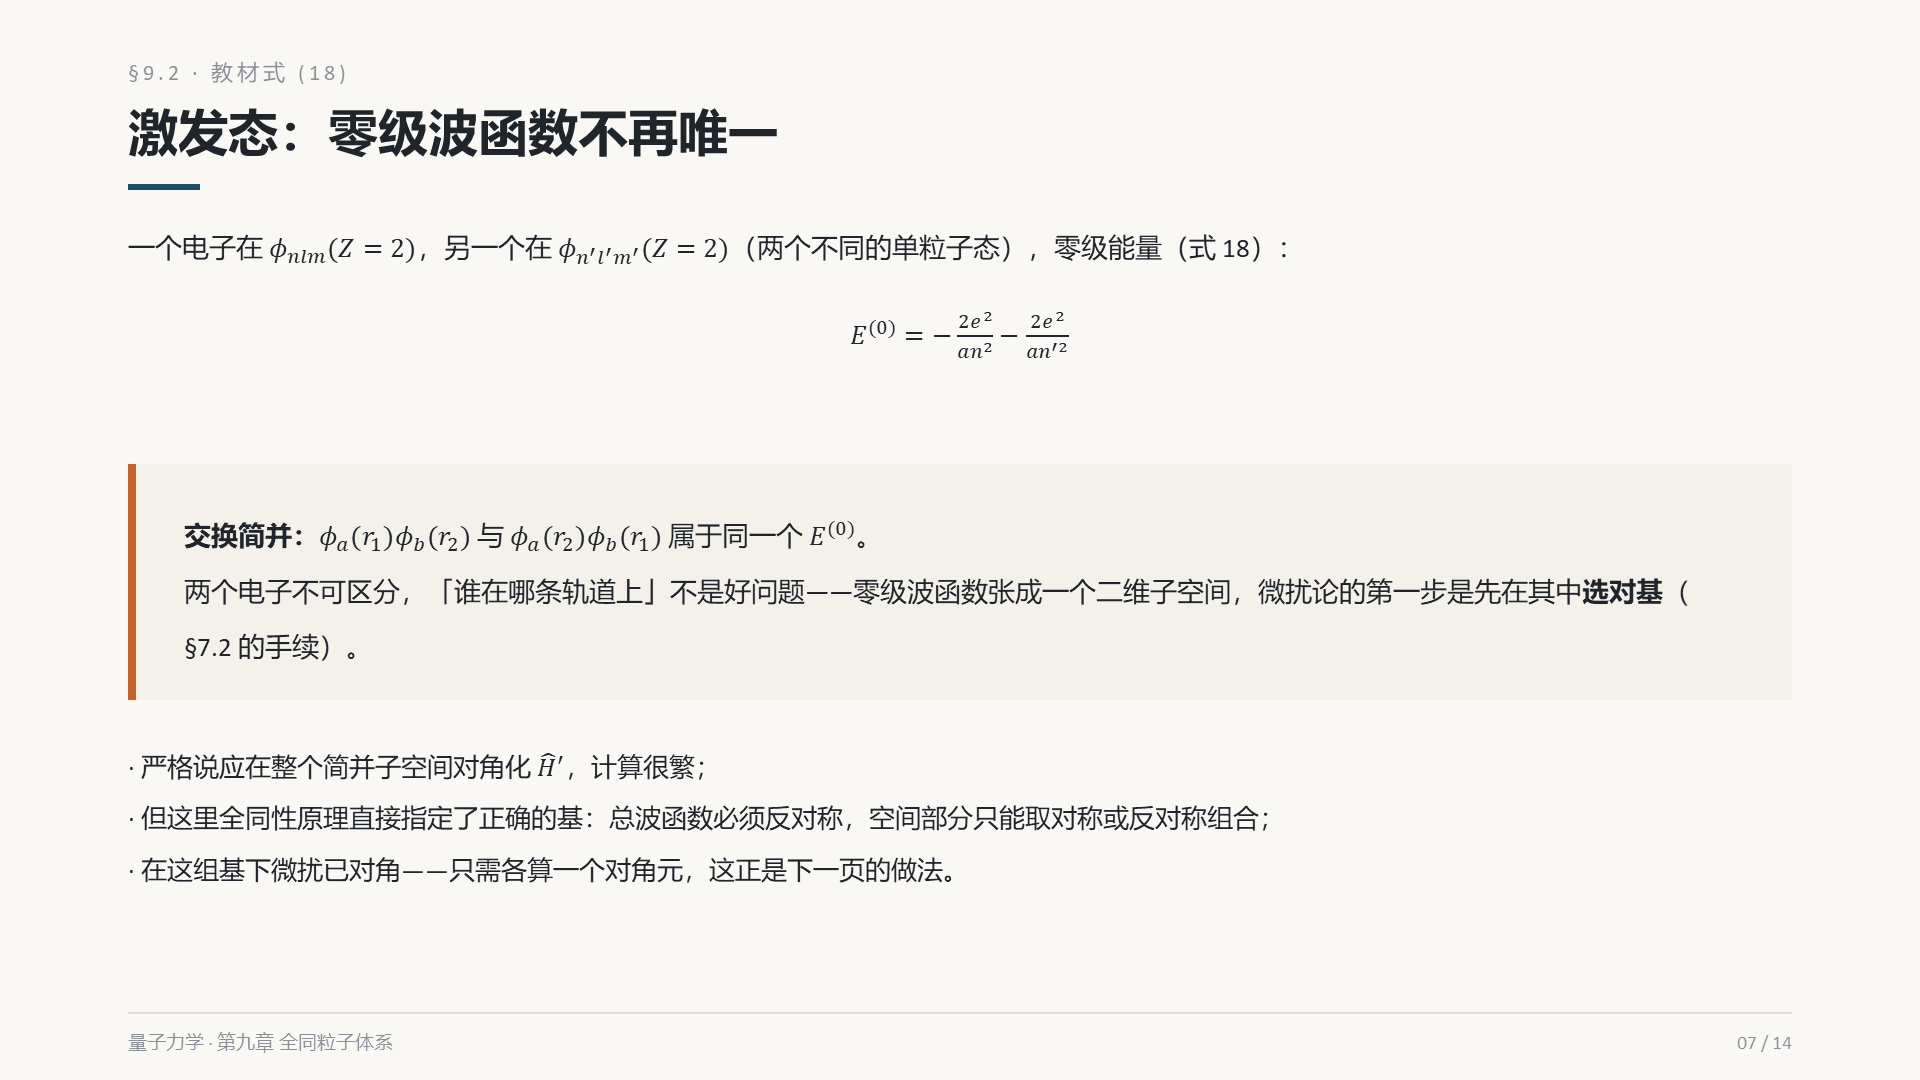 §9.2 · 教材式 (18)
激发态：零级波函数不再唯一
一个电子在 ϕ_{nlm}(Z = 2)，另一个在 ϕ_{n′l′m′}(Z = 2)（两个不同的单粒子态），零级能量（式 18）：
E^{(0)} = −\frac{2e^2}{an^2} − \frac{2e^2}{an′^2}
交换简并：ϕ_a(r_1)ϕ_b(r_2) 与 ϕ_a(r_2)ϕ_b(r_1) 属于同一个 E^{(0)}。
两个电子不可区分，「谁在哪条轨道上」不是好问题——零级波函数张成一个二维子空间，微扰论的第一步是先在其中选对基（
§7.2 的手续）。
· 严格说应在整个简并子空间对角化 Ĥ′，计算很繁；
· 但这里全同性原理直接指定了正确的基：总波函数必须反对称，空间部分只能取对称或反对称组合；
· 在这组基下微扰已对角——只需各算一个对角元，这正是下一页的做法。
量子力学 · 第九章 全同粒子体系
07 / 14